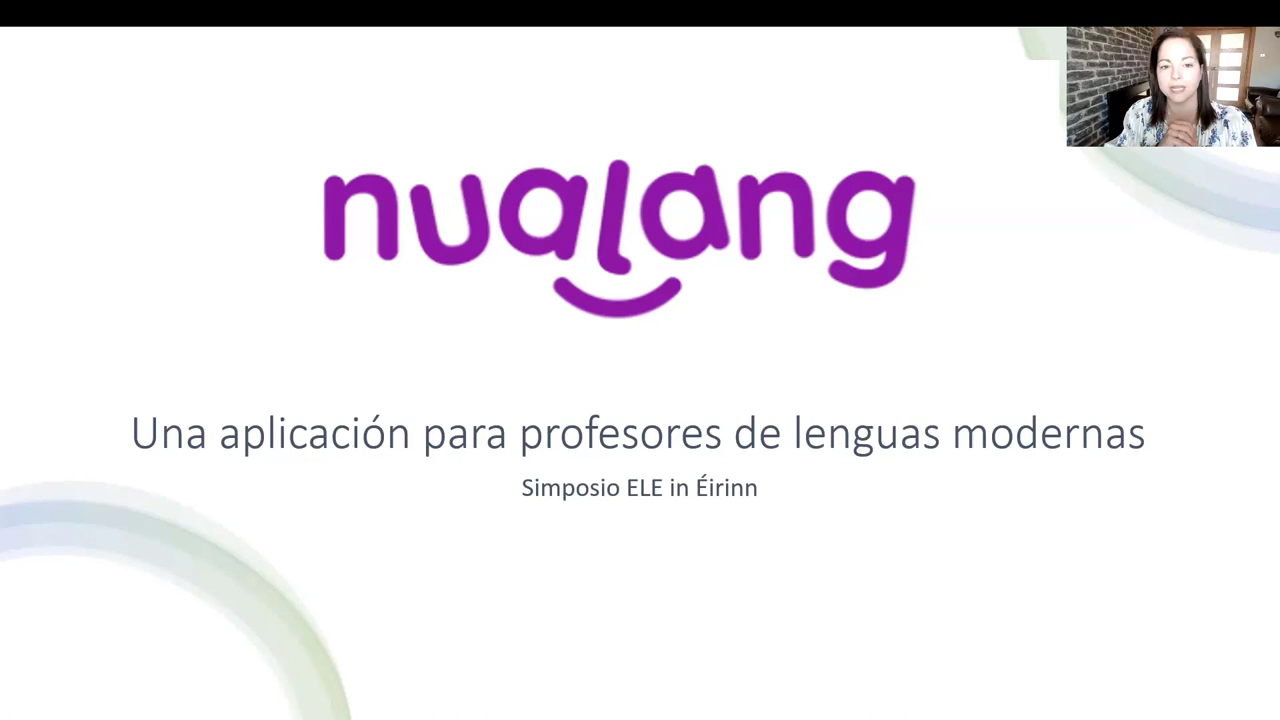 nualang
Una aplicación para profesores de lenguas modernas
Simposio ELE in Éirinn